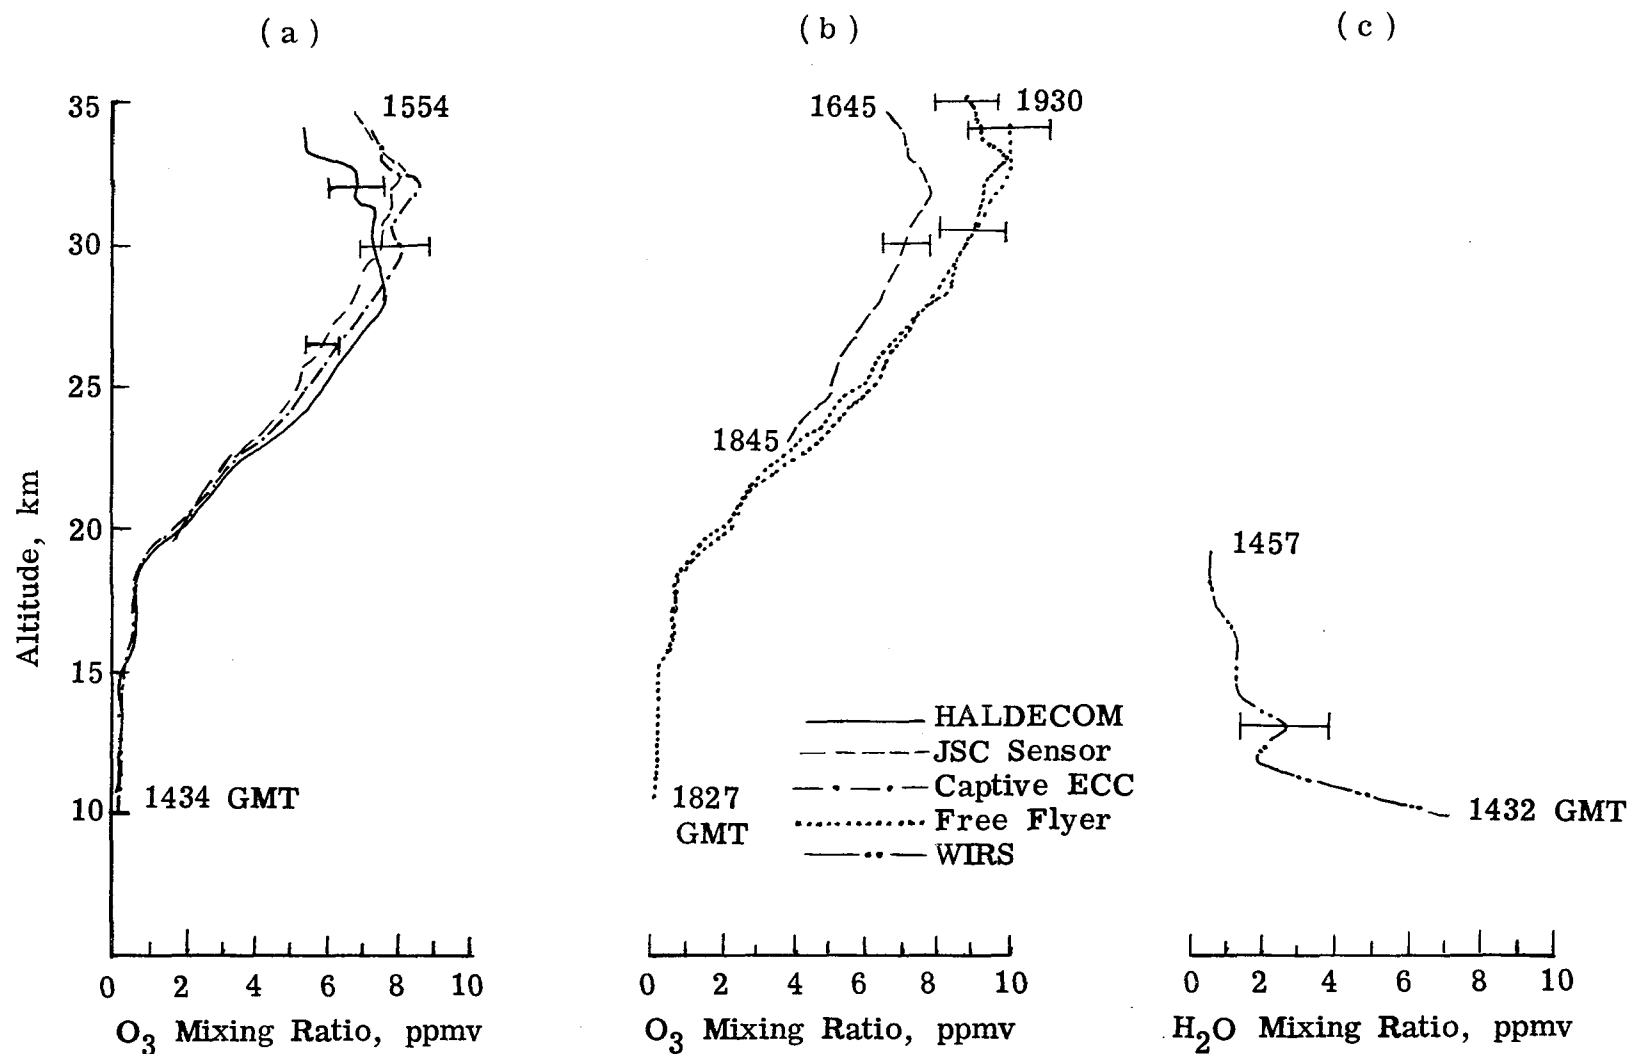 (a)
(b)
(c)
35
30
25
20
15
10
Altitude, km
1554
1434 GMT
0 2 4 6 8 10
O3 Mixing Ratio, ppmv
1645
1930
1845
1827
GMT
HALDECOM
JSC Sensor
Captive ECC
Free Flyer
WIRS
0 2 4 6 8 10
O3 Mixing Ratio, ppmv
1457
1432 GMT
0 2 4 6 8 10
H2O Mixing Ratio, ppmv